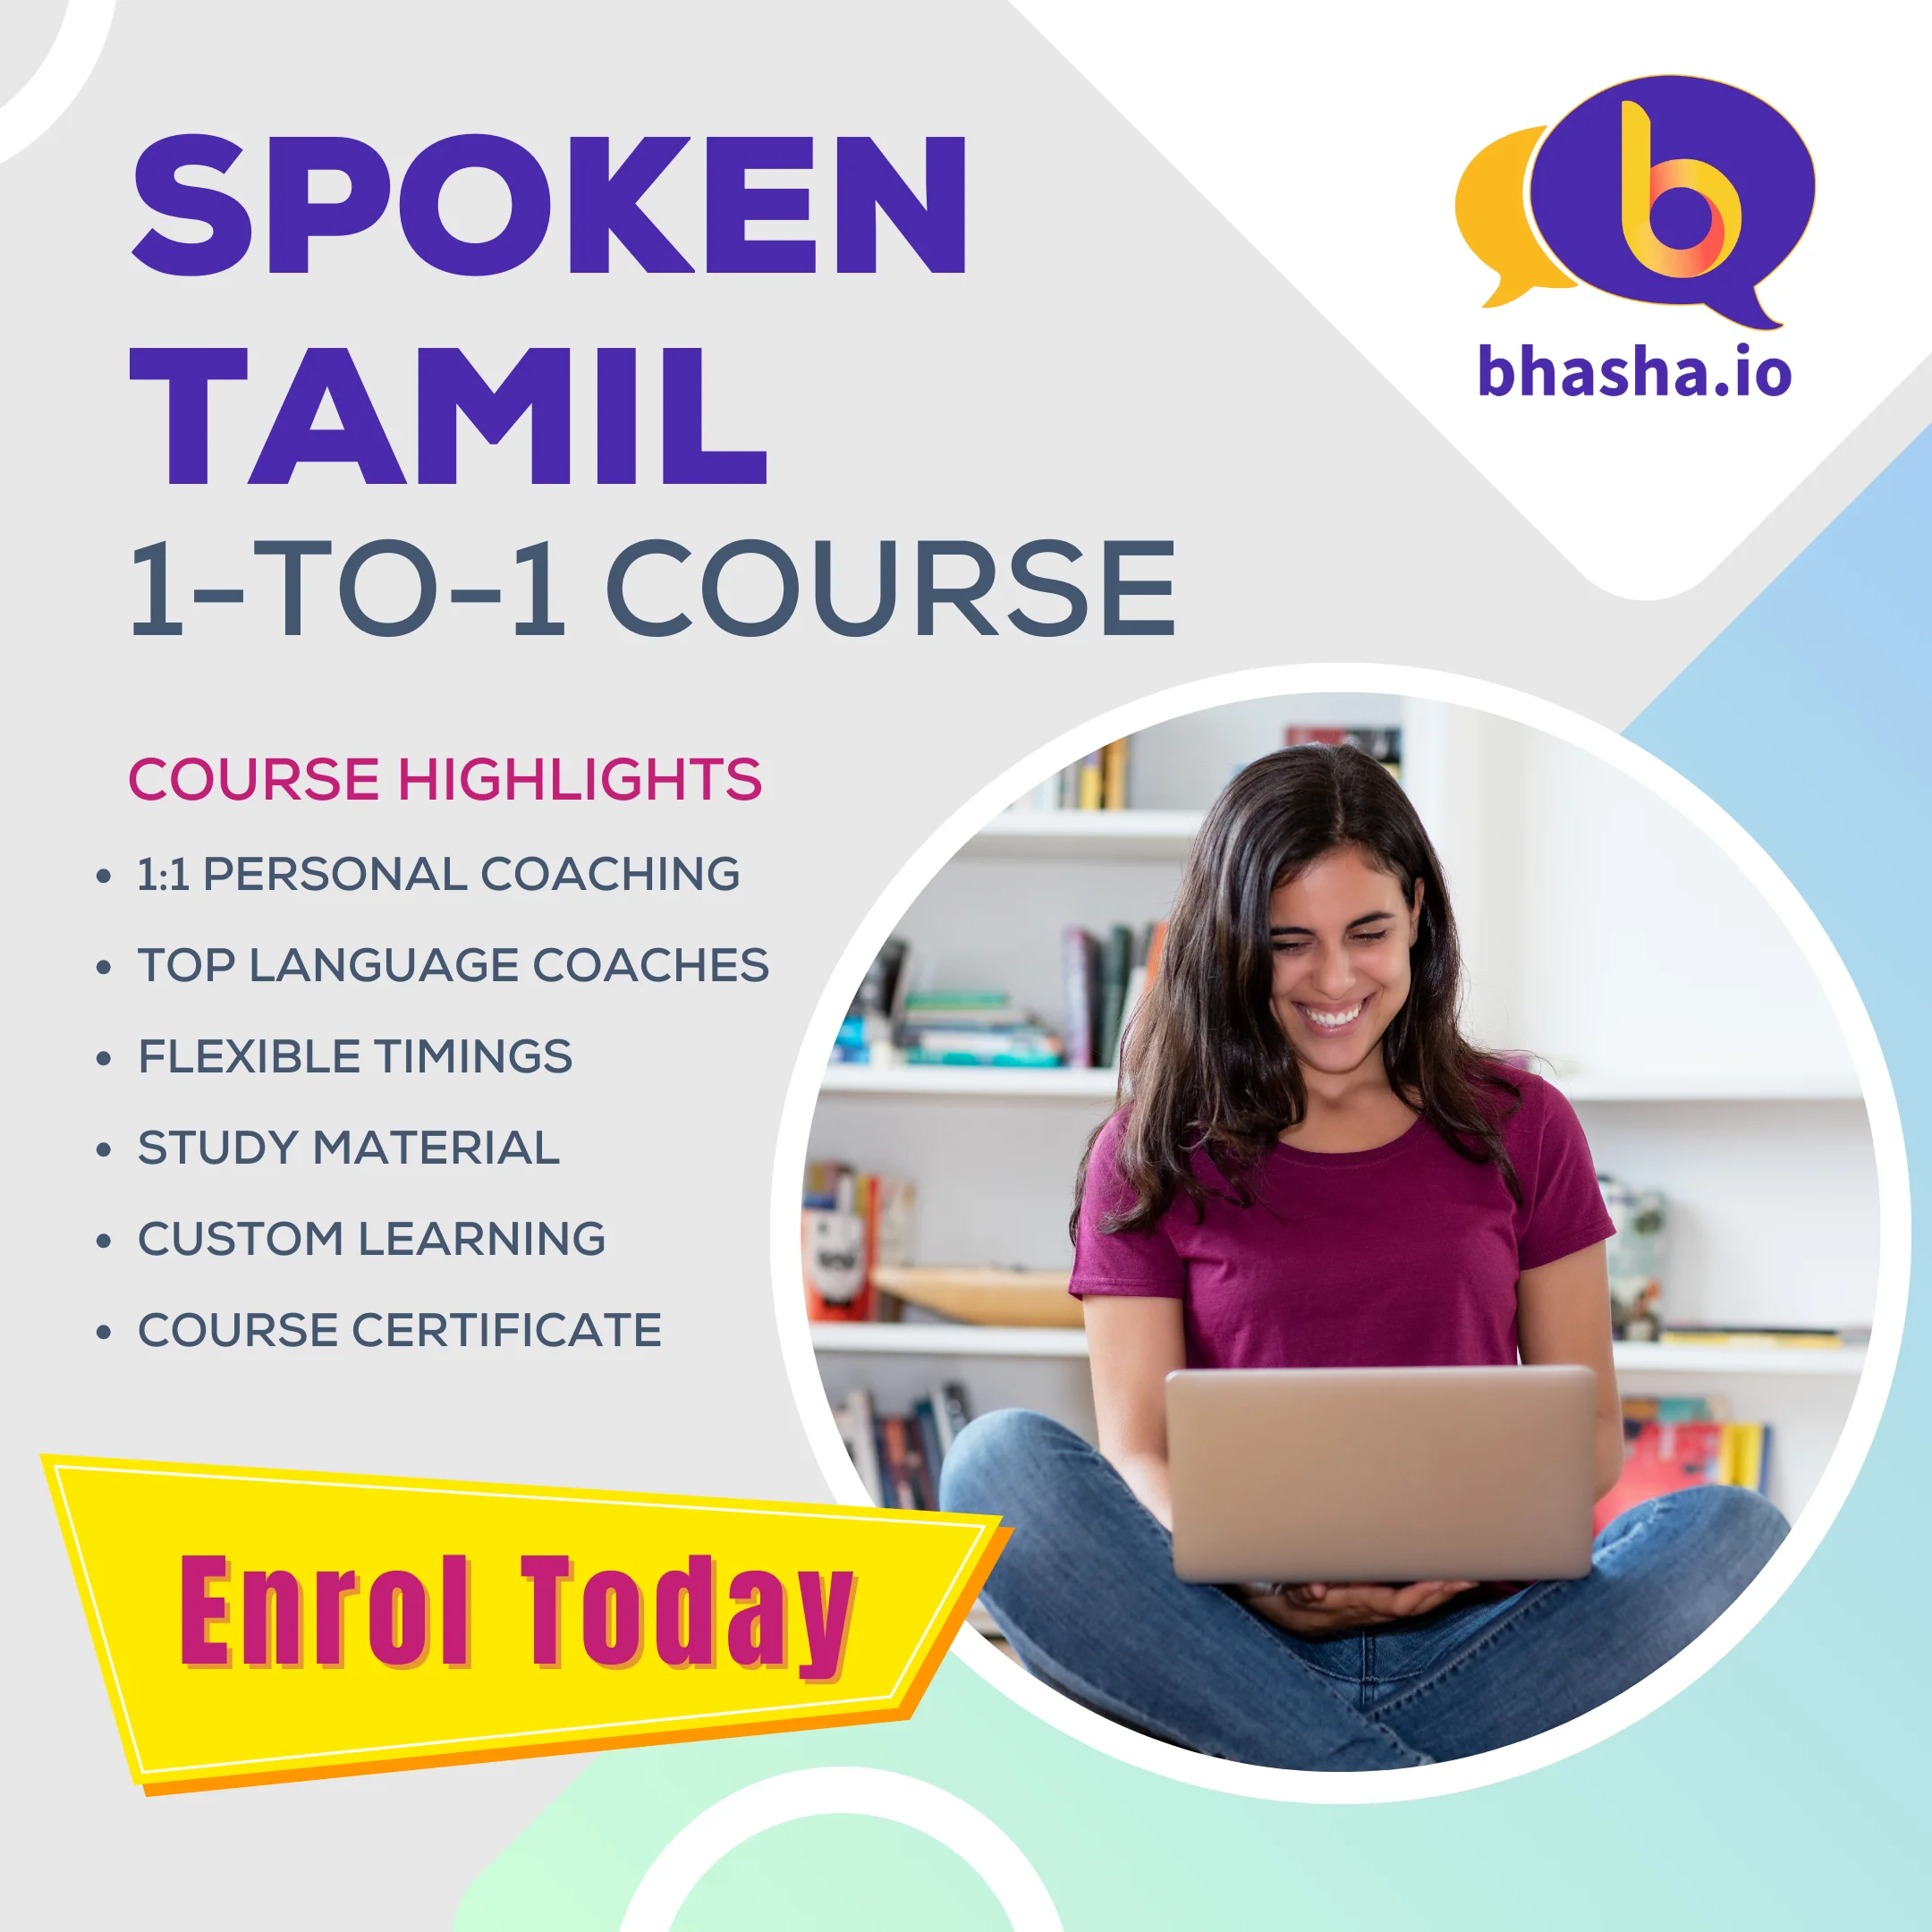 SPOKEN
TAMIL
1-TO-1 COURSE
bhasha.io
COURSE HIGHLIGHTS
• 1:1 PERSONAL COACHING
• TOP LANGUAGE COACHES
• FLEXIBLE TIMINGS
• STUDY MATERIAL
• CUSTOM LEARNING
• COURSE CERTIFICATE
Enrol Today